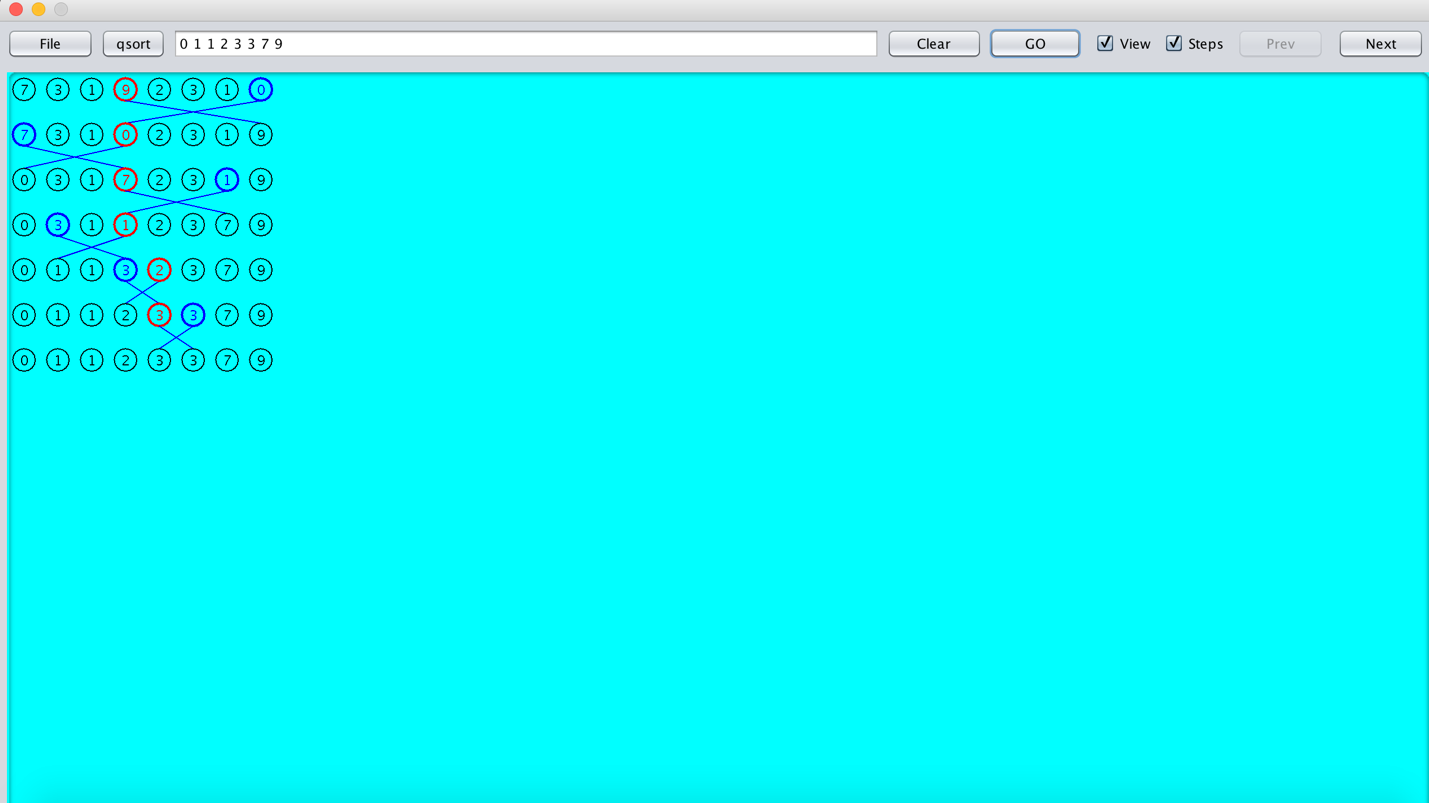 File qsort 0 1 1 2 3 3 7 9 Clear GO View Steps Prev Next
7 3 1 9 2 3 1 0
7 3 1 0 2 3 1 9
0 3 1 7 2 3 1 9
0 3 1 1 2 3 7 9
0 1 1 3 2 3 7 9
0 1 1 2 3 3 7 9
0 1 1 2 3 3 7 9